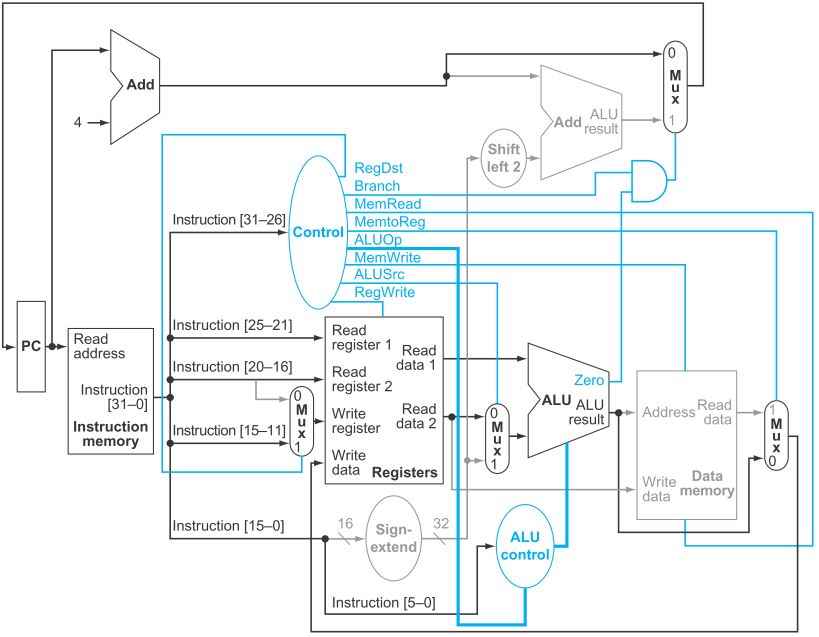 Add
4
0
Mux
1
Add
ALU
result
Shift
left 2
RegDst
Branch
MemRead
MemtoReg
ALUOp
MemWrite
ALUSrc
RegWrite
Control
Instruction [31–26]
PC
Read
address
Instruction
[31–0]
Instruction
memory
Instruction [25–21]
Instruction [20–16]
Instruction [15–11]
0
Mux
1
Read
register 1
Read
register 2
Write
register
Write
data
Read
data 1
Read
data 2
Registers
0
Mux
1
Zero
ALU
ALU
result
Address
Read
data
Write
data
Data
memory
1
Mux
0
Instruction [15–0]
16
Sign-
extend
32
ALU
control
Instruction [5–0]